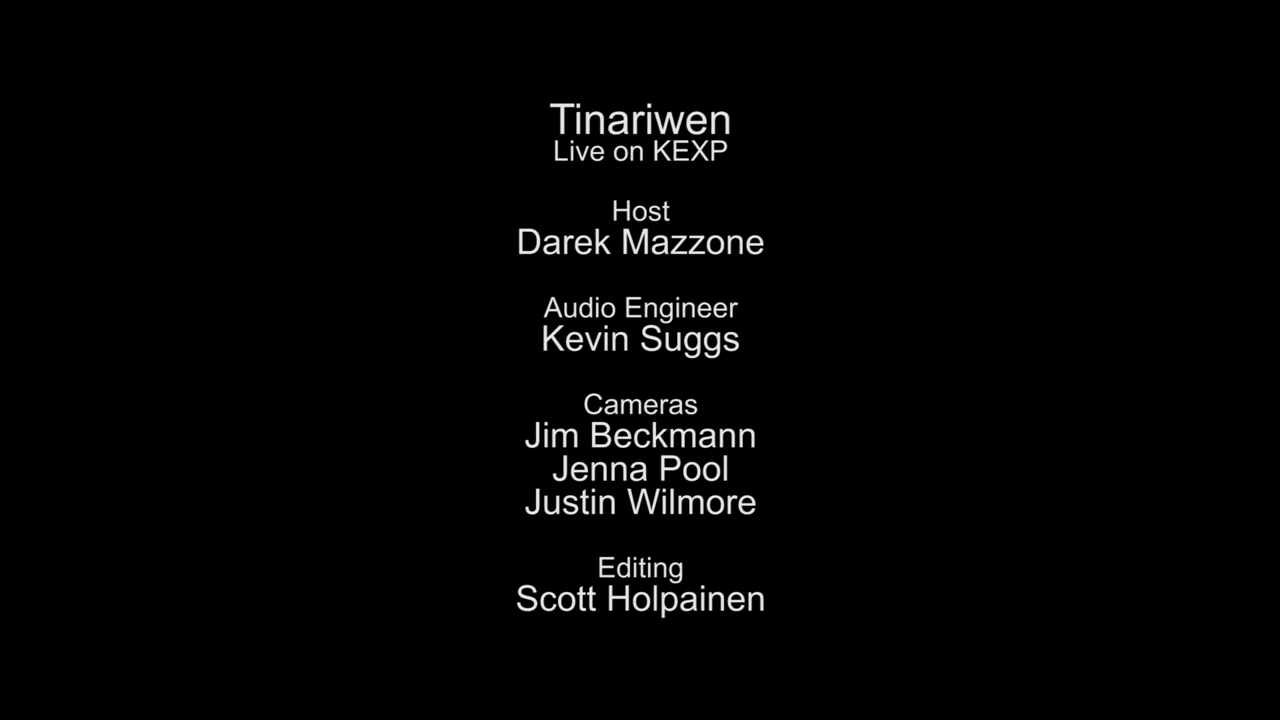 Tinariwen
Live on KEXP
Host
Darek Mazzone
Audio Engineer
Kevin Suggs
Cameras
Jim Beckmann
Jenna Pool
Justin Wilmore
Editing
Scott Holpainen